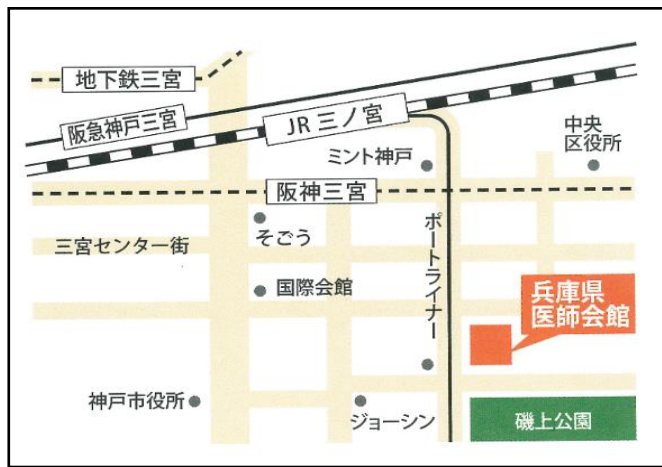 地下鉄三宮
阪急神戸三宮
JR 三ノ宮
中央
区役所
ミント神戸
阪神三宮
そごう
三宮センター街
ポートライナー
国際会館
兵庫県
医師会館
神戸市役所
ジョーシン
磯上公園